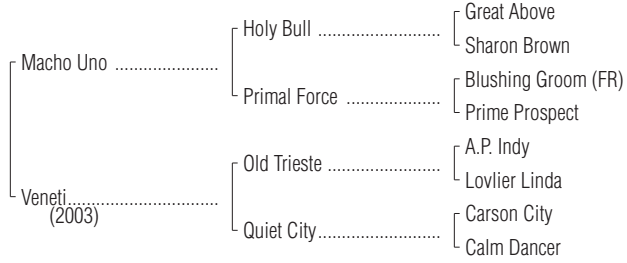 Great Above
Holy Bull ........................
Sharon Brown
Macho Uno ....................
Blushing Groom (FR)
Primal Force ..................
Prime Prospect
A.P. Indy
Old Trieste ......................
Lovlier Linda
Veneti.............................
(2003)
Carson City
Quiet City........................
Calm Dancer